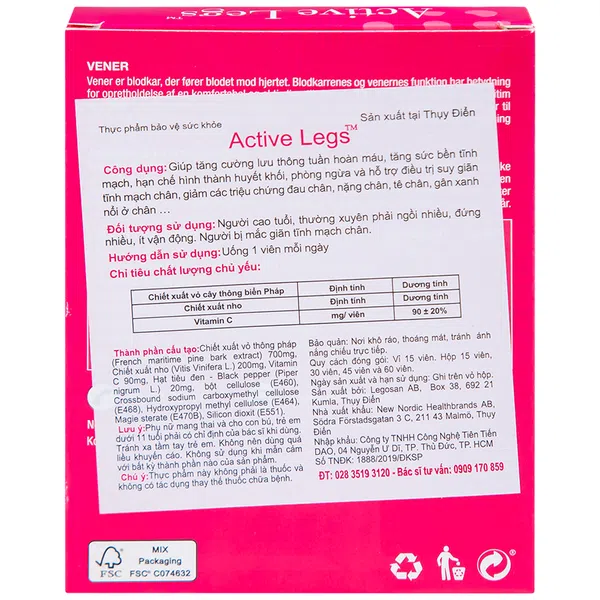 Active Legs™
VENER
Vener er blodkar, der fører blodet mod hjertet. Blodkarrenes og venernes funktion har betydning
for opretholdelse af en
Thực phẩm bảo vệ sức khỏe
Sản xuất tại Thụy Điển
Active Legs™
Công dụng: Giúp tăng cường lưu thông tuần hoàn máu, tăng sức bền tĩnh
mạch, hạn chế hình thành huyết khối, phòng ngừa và hỗ trợ điều trị suy giãn
tĩnh mạch chân, giảm các triệu chứng đau chân, nặng chân, tê chân, gân xanh
nổi ở chân …
Đối tượng sử dụng: Người cao tuổi, thường xuyên phải ngồi nhiều, đứng
nhiều, ít vận động. Người bị mắc giãn tĩnh mạch chân.
Hướng dẫn sử dụng: Uống 1 viên mỗi ngày
Chỉ tiêu chất lượng chủ yếu:
Chiết xuất vỏ cây thông biển Pháp Định tính Dương tính
Chiết xuất nho Định tính Dương tính
Vitamin C mg/ viên 90 ± 20%
Thành phần cấu tạo:Chiết xuất vỏ thông pháp
(French maritime pine bark extract) 700mg,
Chiết xuất nho (Vitis Vinifera L.) 200mg, Vitamin
C 90mg, Hạt tiêu đen - Black pepper (Piper
nigrum L.) 20mg, bột cellulose (E460),
Crossbound sodium carboxymethyl cellulose
(E468), Hydroxypropyl methyl cellulose (E464),
Magie sterate (E470B), Silicon dioxit (E551).
Lưu ý: Phụ nữ mang thai và cho con bú, trẻ em
dưới 11 tuổi phải có chỉ định của bác sĩ khi dùng.
Tránh xa tầm tay trẻ em. Không nên dùng quá
liều khuyến cáo. Không sử dụng khi mẫn cảm
với bất kỳ thành phần nào của sản phẩm.
Chú ý: Thực phẩm này không phải là thuốc và
không có tác dụng thay thế thuốc chữa bệnh.
Bảo quản: Nơi khô ráo, thoáng mát, tránh ánh
nắng chiếu trực tiếp.
Quy cách đóng gói: Vỉ 15 viên. Hộp 15 viên,
30 viên, 45 viên và 60 viên.
Ngày sản xuất và hạn sử dụng: Ghi trên vỏ hộp.
Sản xuất bởi: Legosan AB, Box 38, 692 21
Kumla, Thụy Điển
Nhà xuất khẩu: New Nordic Healthbrands AB,
Södra Förstadsgatan 3 C, 211 43 Malmö, Thụy
Điển
Nhập khẩu: Công ty TNHH Công Nghệ Tiên Tiến
DAO, 04 Nguyễn Ư Dĩ, TP. Thủ Đức, TP. HCM
Số TNĐK: 1888/2019/ĐKSP
ĐT: 028 3519 3120 - Bác sĩ tư vấn: 0909 170 859
FSC
MIX
Packaging
FSC® C074632